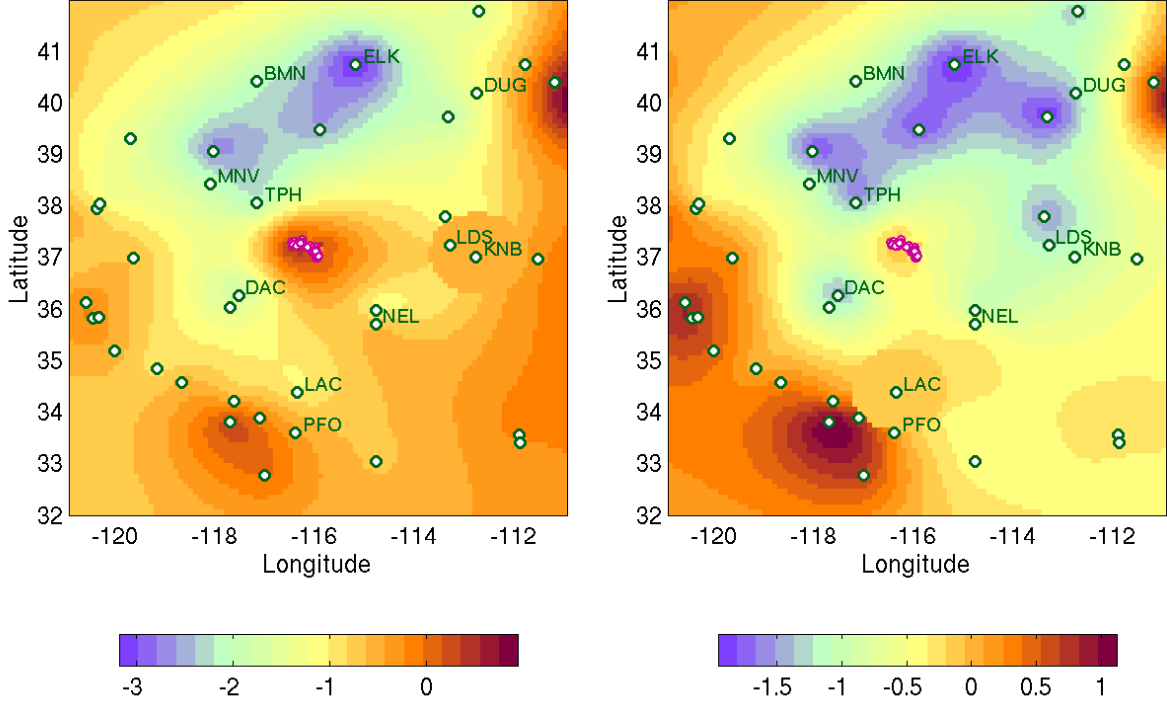 41
40
39
38
37
36
35
34
33
32
Latitude
ELK
BMN
DUG
MNV
TPH
LDS
KNB
DAC
NEL
LAC
PFO
-120
-118
-116
-114
-112
Longitude
-3
-2
-1
0
41
40
39
38
37
36
35
34
33
32
Latitude
ELK
BMN
DUG
MNV
TPH
LDS
KNB
DAC
NEL
LAC
PFO
-120
-118
-116
-114
-112
Longitude
-1.5
-1
-0.5
0
0.5
1